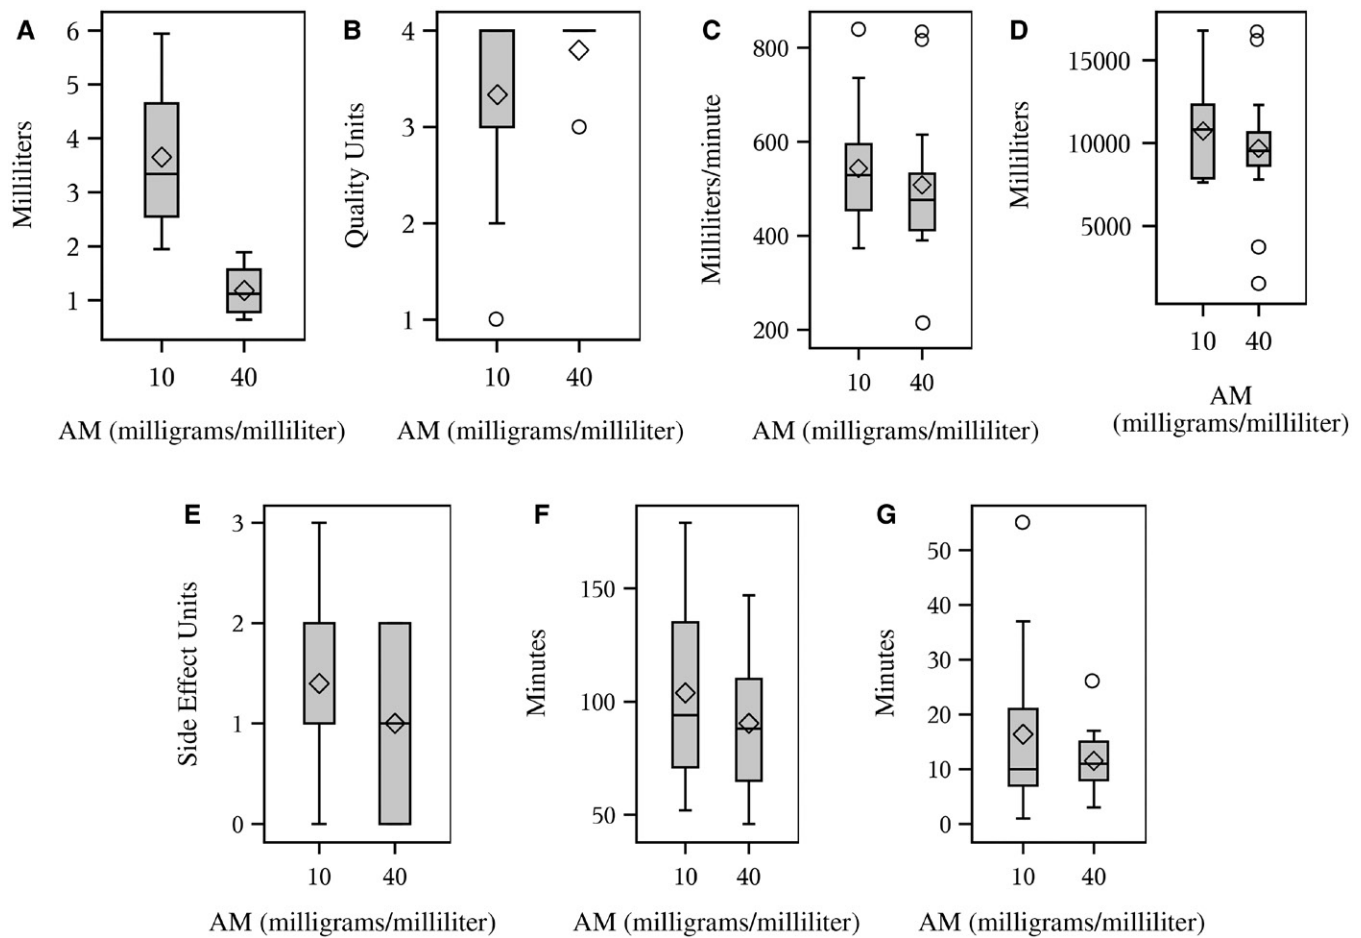 A
Milliliters
6
5
4
3
2
1
10 40
AM (milligrams/milliliter)
B
Quality Units
4
3
2
1
10 40
AM (milligrams/milliliter)
C
Milliliters/minute
800
600
400
200
10 40
AM (milligrams/milliliter)
D
Milliliters
15000
10000
5000
10 40
AM
(milligrams/milliliter)
E
Side Effect Units
3
2
1
0
10 40
AM (milligrams/milliliter)
F
Minutes
150
100
50
10 40
AM (milligrams/milliliter)
G
Minutes
50
40
30
20
10
0
10 40
AM (milligrams/milliliter)